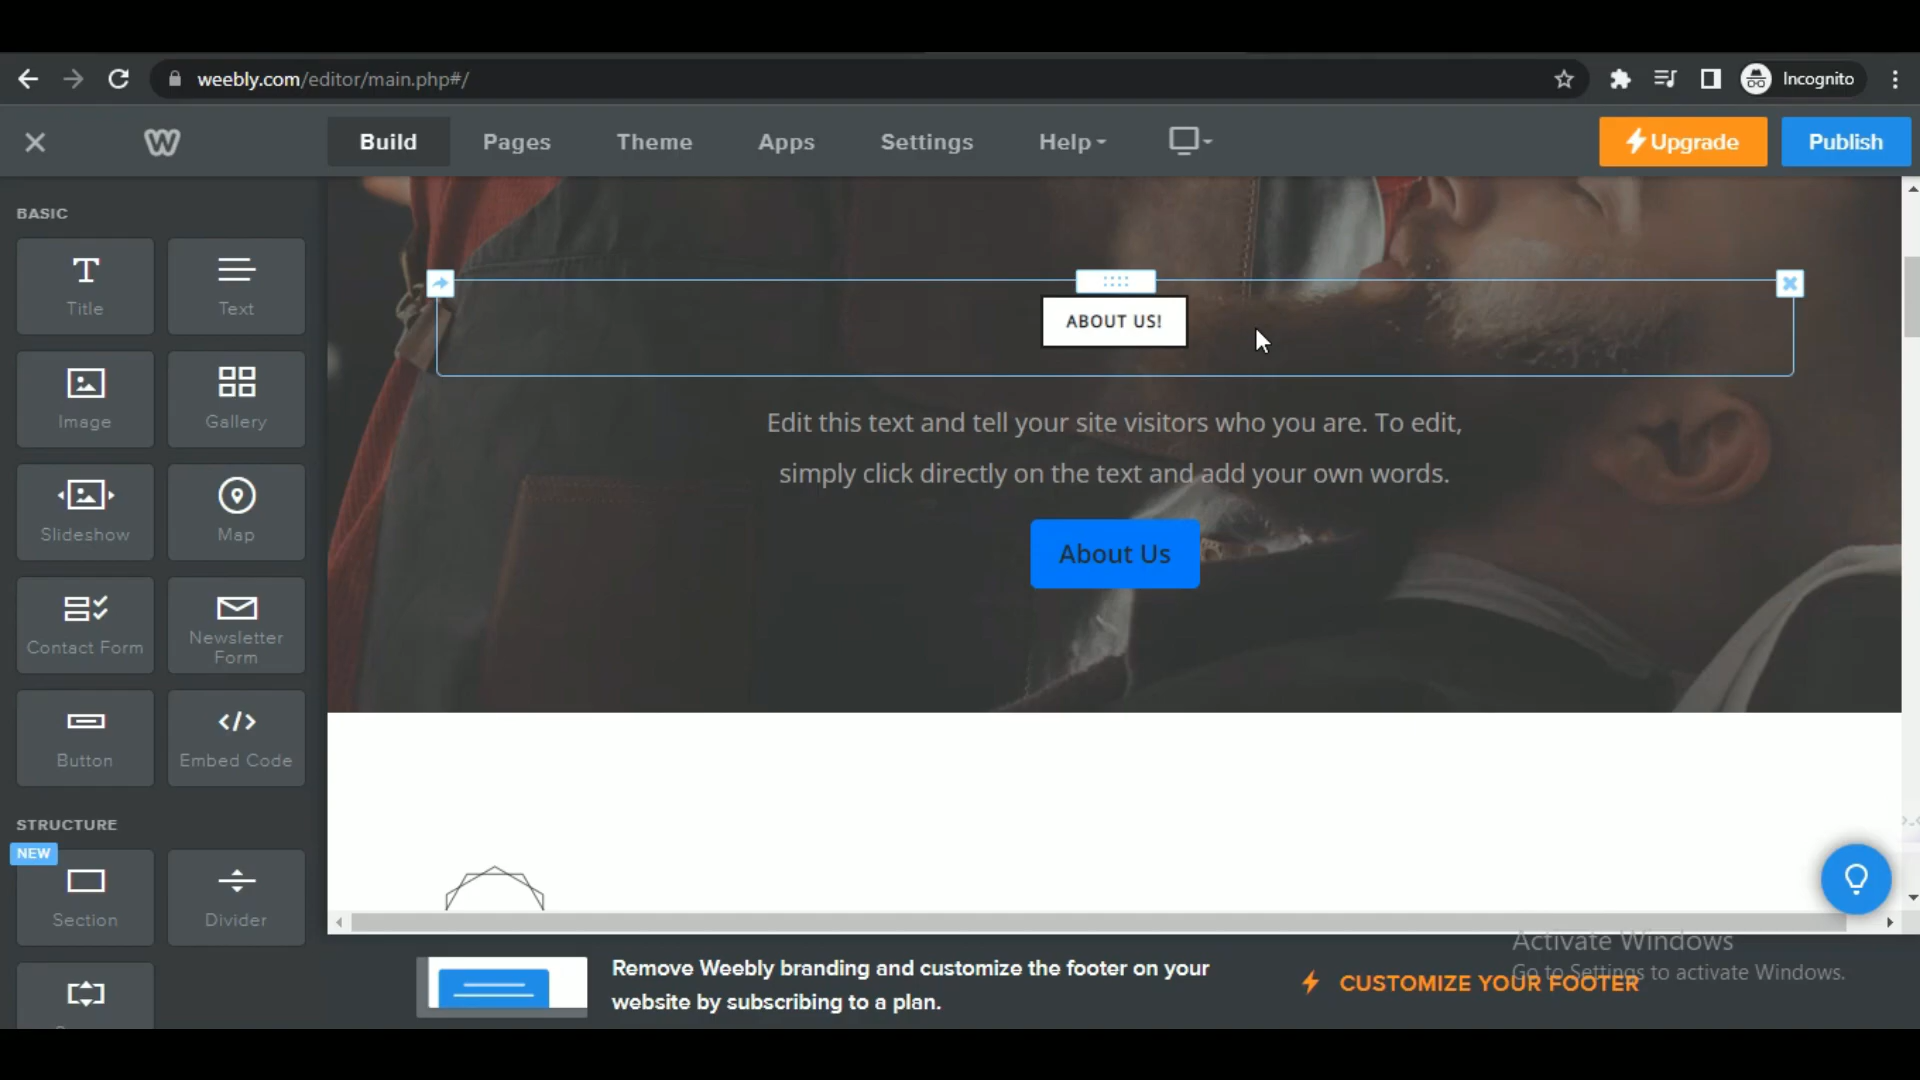 weebly.com/editor/main.php#/
Incognito
Build
Pages
Theme
Apps
Settings
Help
Upgrade
Publish
BASIC
Title
Text
Image
Gallery
Slideshow
Map
Contact Form
Newsletter
Form
Button
Embed Code
STRUCTURE
NEW
Section
Divider
ABOUT US!
Edit this text and tell your site visitors who you are. To edit,
simply click directly on the text and add your own words.
About Us
Remove Weebly branding and customize the footer on your
website by subscribing to a plan.
CUSTOMIZE YOUR FOOTER
Activate Windows
Go to Settings to activate Windows.